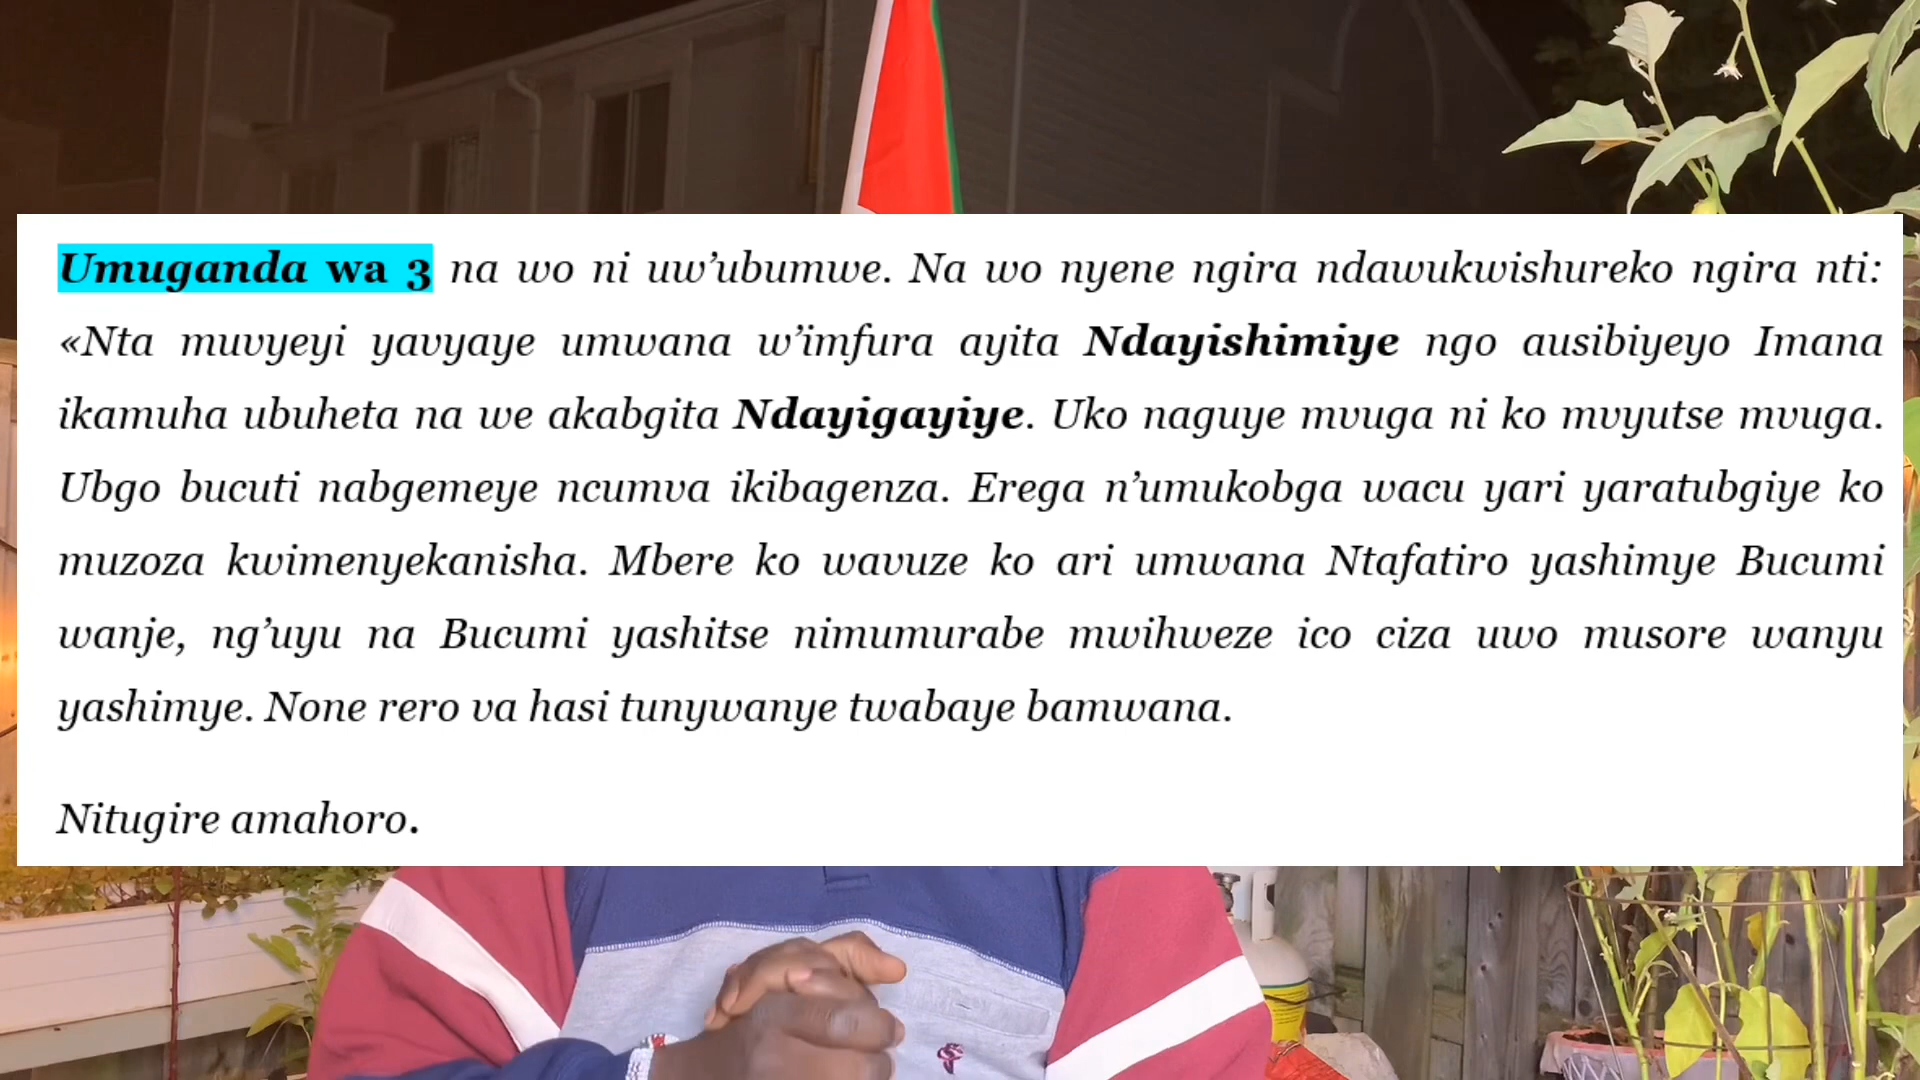 Umuganda wa 3 na wo ni uw’ubumwe. Na wo nyene ngira ndawukwishureko ngira nti:
«Nta muvyeyi yavyaye umwana w’imfura ayita Ndayishimiye ngo ausibiyeyo Imana
ikamuha ubuheta na we akabgita Ndayigayiye. Uko naguye mvuga ni ko mvyutse mvuga.
Ubgo bucuti nabgemeye ncumva ikibagenza. Erega n’umukobga wacu yari yaratubgiye ko
muzoza kwimenyekanisha. Mbere ko wavuze ko ari umwana Ntafatiro yashimye Bucumi
wanje, ng’uyu na Bucumi yashitse nimumurabe mwihweze ico ciza uwo musore wanyu
yashimye. None rero va hasi tunywanye twabaye bamwana.
Nitugire amahoro.